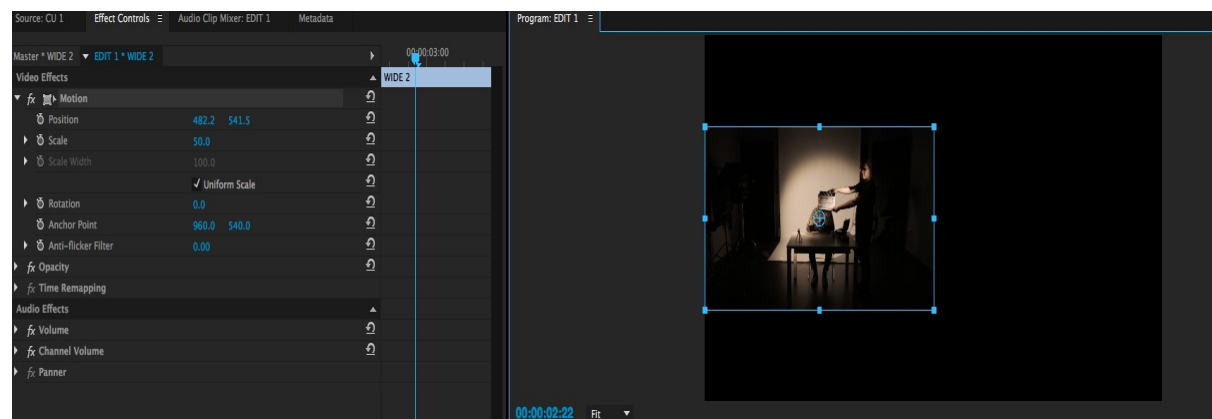 Source: CU 1 Effect Controls Audio Clip Mixer: EDIT 1 Metadata Program: EDIT 1
Master * WIDE 2 EDIT 1 * WIDE 2 00:00:03:00
Video Effects WIDE 2
fx Motion
Position 482.2 541.5
Scale 50.0
Scale Width 100.0
Uniform Scale
Rotation 0.0
Anchor Point 960.0 540.0
Anti-flicker Filter 0.00
fx Opacity
fx Time Remapping
Audio Effects
fx Volume
fx Channel Volume
fx Panner
00:00:02:22 Fit